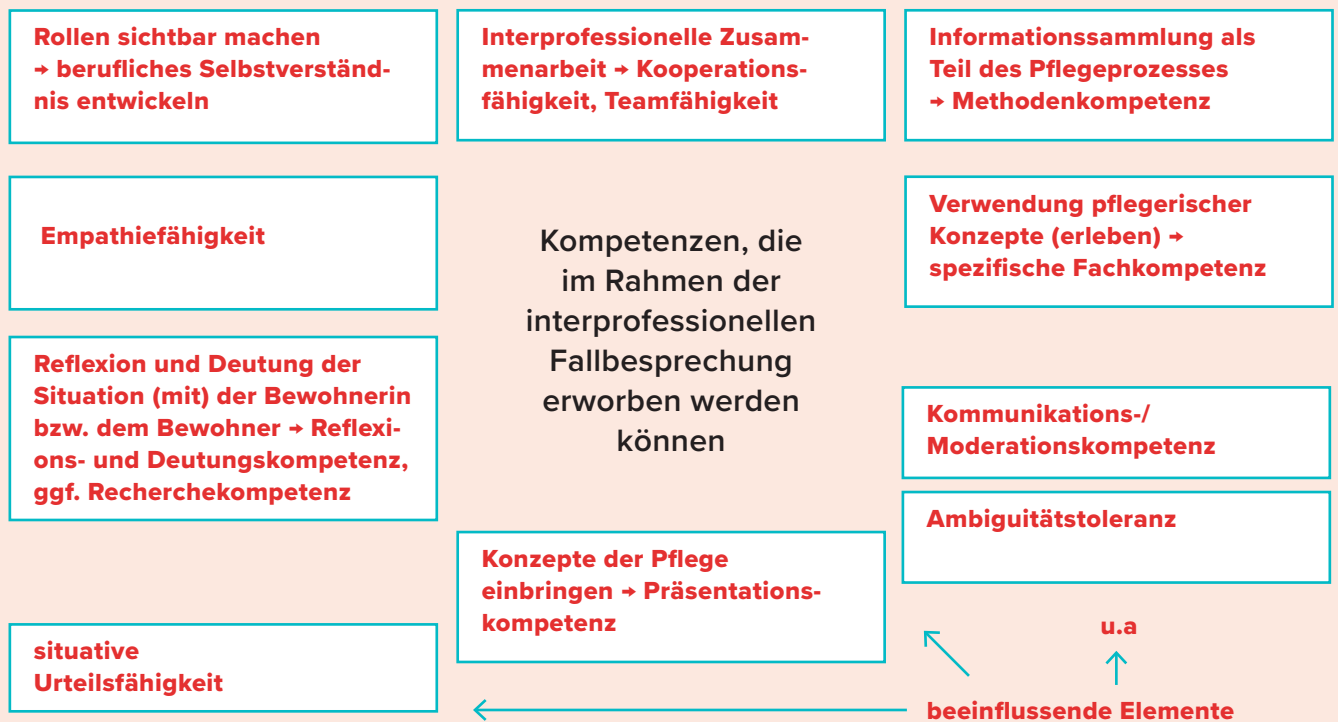 Rollen sichtbar machen
→ berufliches Selbstverständ-
nis entwickeln
Interprofessionelle Zusam-
menarbeit → Kooperations-
fähigkeit, Teamfähigkeit
Informationssammlung als
Teil des Pflegeprozesses
→ Methodenkompetenz
Empathiefähigkeit
Kompetenzen, die
im Rahmen der
interprofessionellen
Fallbesprechung
erworben werden
können
Verwendung pflegerischer
Konzepte (erleben) →
spezifische Fachkompetenz
Reflexion und Deutung der
Situation (mit) der Bewohnerin
bzw. dem Bewohner → Reflexi-
ons- und Deutungskompetenz,
ggf. Recherchekompetenz
Kommunikations-/
Moderationskompetenz
Ambiguitätstoleranz
Konzepte der Pflege
einbringen → Präsentations-
kompetenz
situative
Urteilsfähigkeit
u.a
beeinflussende Elemente